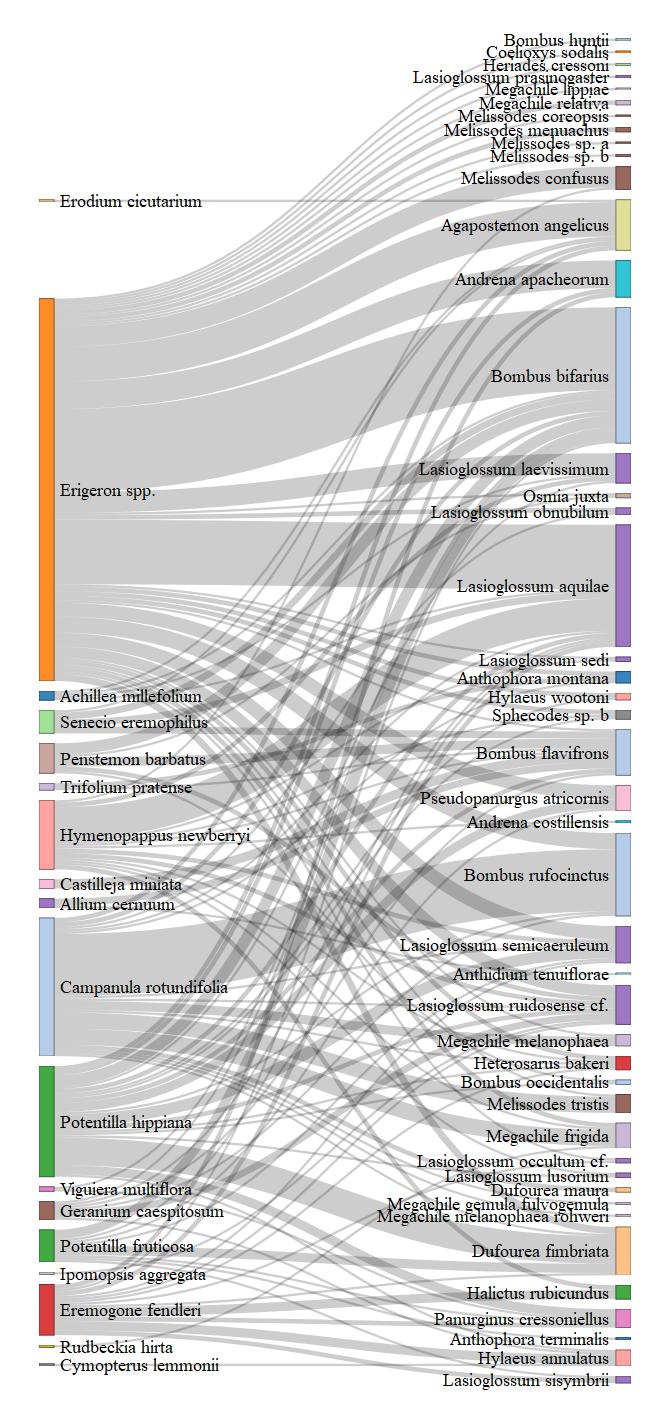 Bombus huntii
Coelioxys sodalis
Heriades cressoni
Lasioglossum prasinogaster
Megachile lippiae
Megachile relativa
Melissodes coreopsis
Melissodes menuachus
Melissodes sp. a
Melissodes sp. b
Melissodes confusus
Erodium cicutarium
Agapostemon angelicus
Andrena apacheorum
Bombus bifarius
Lasioglossum laevissimum
Erigeron spp.
Osmia juxta
Lasioglossum obnubilum
Lasioglossum aquilae
Lasioglossum sedi
Anthophora montana
Achillea millefolium
Hylaeus wootoni
Sphecodes sp. b
Senecio eremophilus
Bombus flavifrons
Penstemon barbatus
Trifolium pratense
Pseudopanurgus atricornis
Andrena costillensis
Hymenopappus newberryi
Bombus rufocinctus
Castilleja miniata
Allium cernuum
Lasioglossum semicaeruleum
Anthidium tenuiflorae
Campanula rotundifolia
Lasioglossum ruidosense cf.
Megachile melanophaea
Heterosarus bakeri
Bombus occidentalis
Melissodes tristis
Potentilla hippiana
Megachile frigida
Lasioglossum occultum cf.
Lasioglossum lusorium
Viguiera multiflora
Dufourea maura
Megachile gemula fulvogemula
Geranium caespitosum
Megachile melanophaea rohweri
Potentilla fruticosa
Dufourea fimbriata
Ipomopsis aggregata
Halictus rubicundus
Eremogone fendleri
Panurginus cressoniellus
Anthophora terminalis
Rudbeckia hirta
Hylaeus annulatus
Cymopterus lemmonii
Lasioglossum sisymbrii